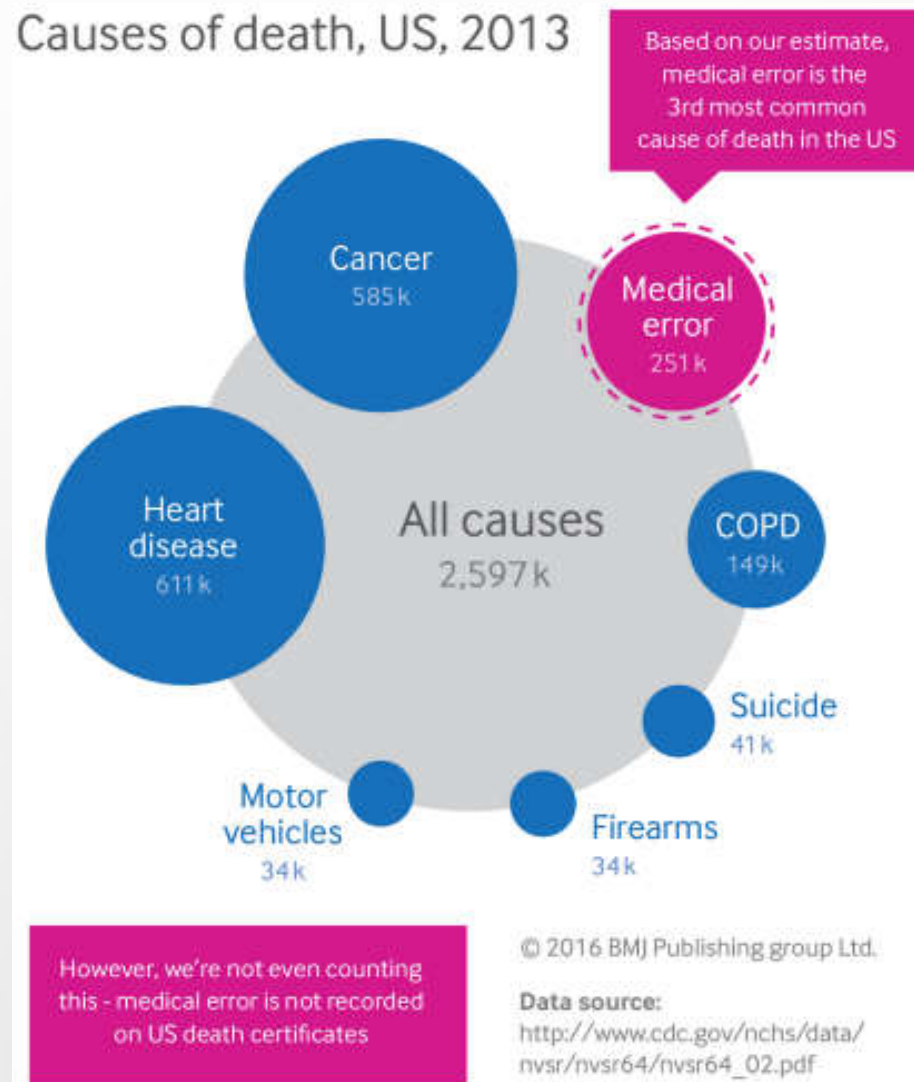 Causes of death, US, 2013
Based on our estimate,
medical error is the
3rd most common
cause of death in the US
Cancer
585k
Medical
error
251k
Heart
disease
611k
All causes
2,597k
COPD
149k
Suicide
41k
Motor
vehicles
34k
Firearms
34k
However, we're not even counting
this - medical error is not recorded
on US death certificates
© 2016 BMJ Publishing group Ltd.
Data source:
http://www.cdc.gov/nchs/data/
nvsr/nvsr64/nvsr64_02.pdf